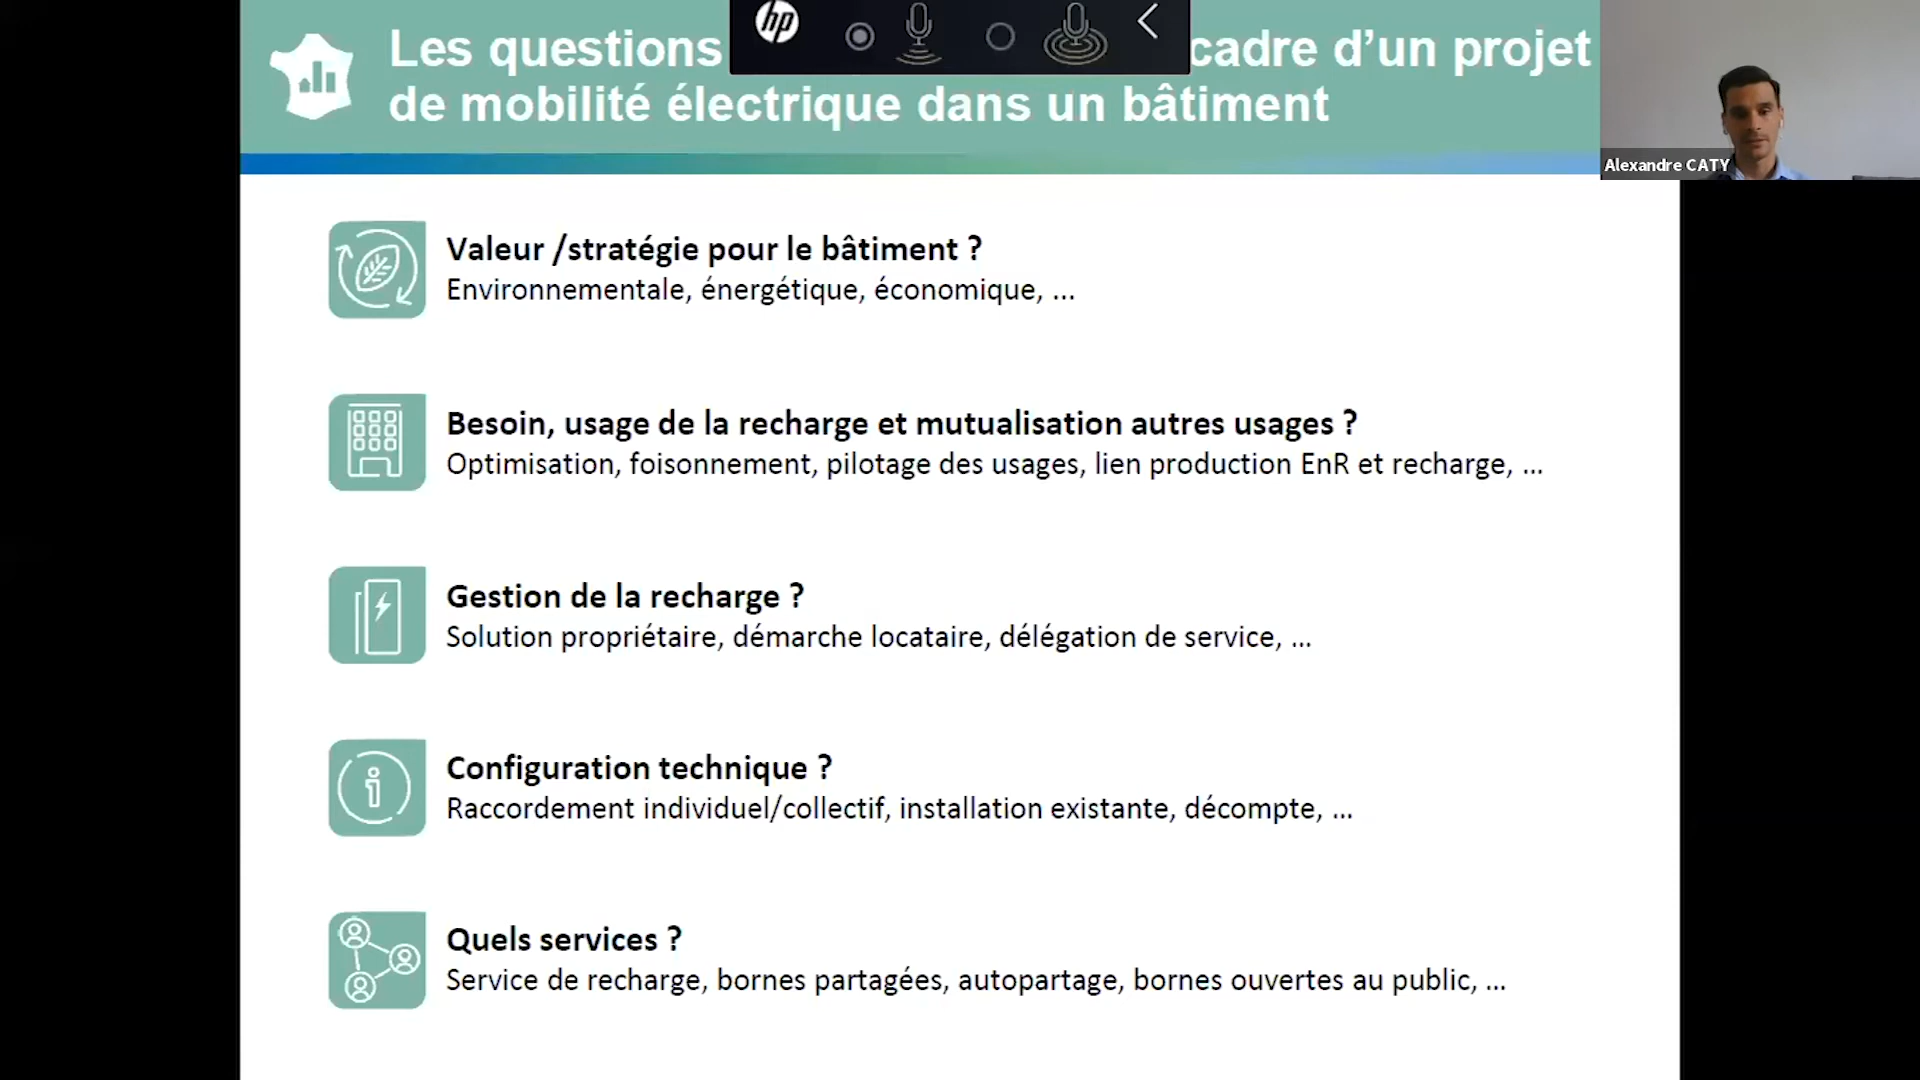 Les questions cadre d’un projet
de mobilité électrique dans un bâtiment
hp
Alexandre CATY
Valeur /stratégie pour le bâtiment ?
Environnementale, énergétique, économique, ...
Besoin, usage de la recharge et mutualisation autres usages ?
Optimisation, foisonnement, pilotage des usages, lien production EnR et recharge, ...
Gestion de la recharge ?
Solution propriétaire, démarche locataire, délégation de service, ...
Configuration technique ?
Raccordement individuel/collectif, installation existante, décompte, ...
Quels services ?
Service de recharge, bornes partagées, autopartage, bornes ouvertes au public, ...